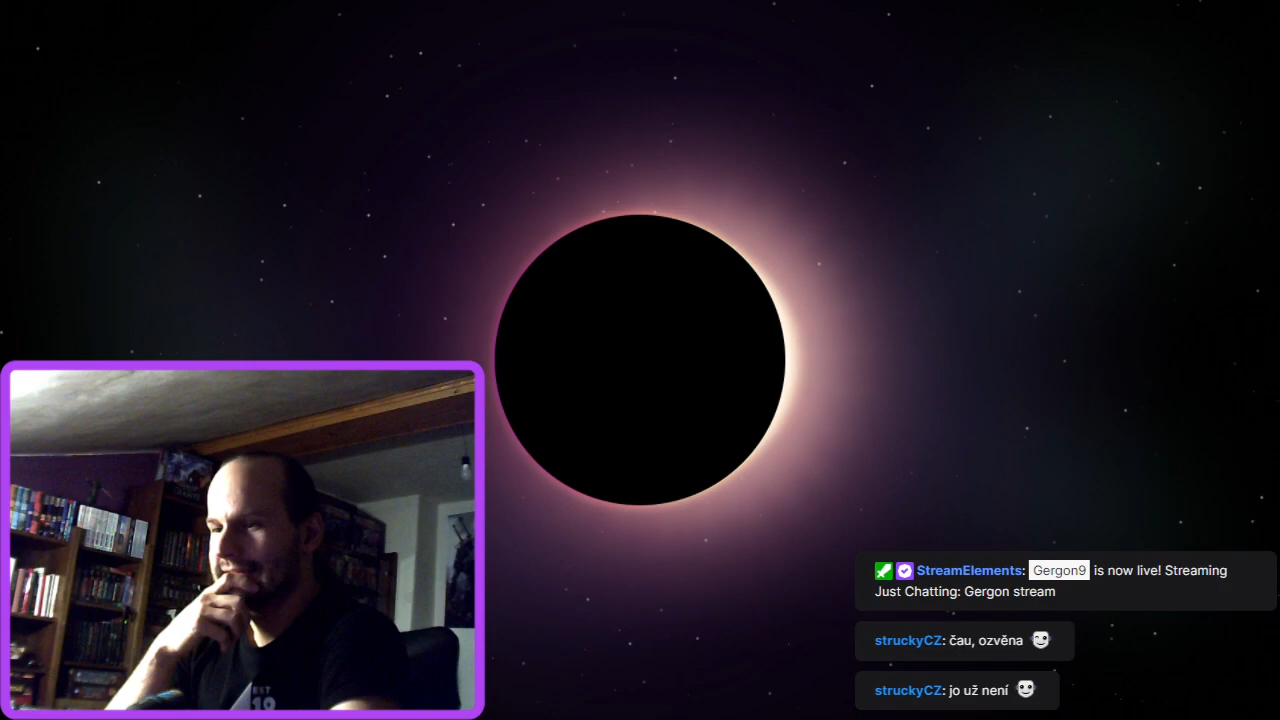 StreamElements: Gergon9 is now live! Streaming
Just Chatting: Gergon stream
struckyCZ: čau, ozvěna
struckyCZ: jo už není